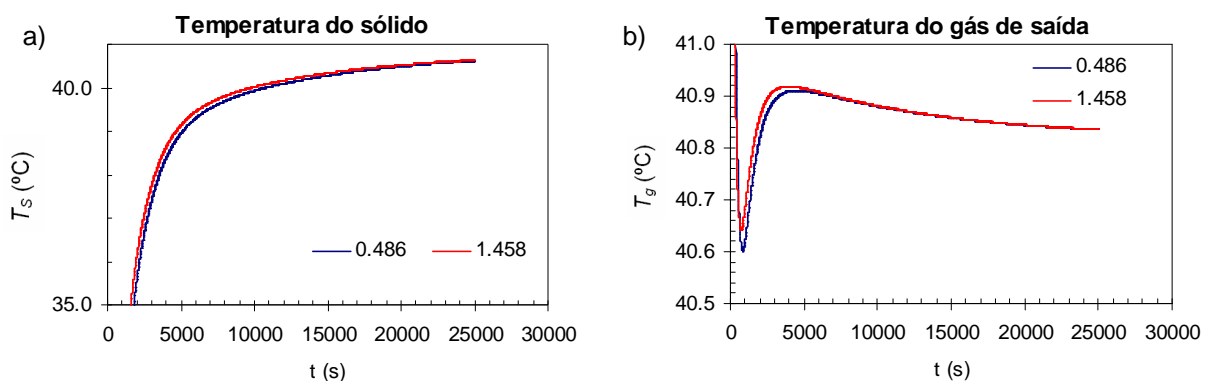 a)
Temperatura do sólido
40.0
35.0
T_S (ºC)
0.486
1.458
0 5000 10000 15000 20000 25000 30000
t (s)
b)
Temperatura do gás de saída
41.0
40.9
40.8
40.7
40.6
40.5
T_g (ºC)
0.486
1.458
0 5000 10000 15000 20000 25000 30000
t (s)